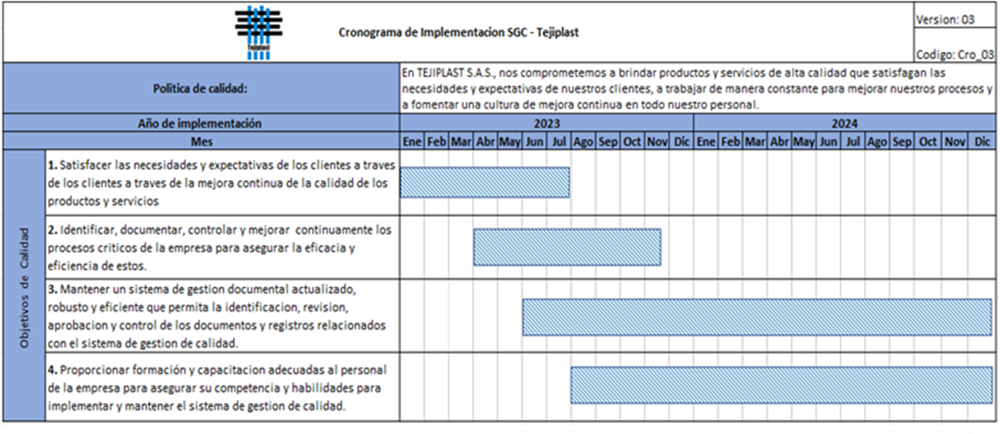 Tejiplast
Cronograma de Implementacion SGC - Tejiplast
Version: 03
Codigo: Cro_03
Politica de calidad:
En TEJIPLAST S.A.S., nos comprometemos a brindar productos y servicios de alta calidad que satisfagan las
necesidades y expectativas de nuestros clientes, a trabajar de manera constante para mejorar nuestros procesos y
a fomentar una cultura de mejora continua en todo nuestro personal.
Año de implementación 2023 2024
Mes Ene Feb Mar Abr May Jun Jul Ago Sep Oct Nov Dic Ene Feb Mar Abr May Jun Jul Ago Sep Oct Nov Dic
Objetivos de Calidad
1. Satisfacer las necesidades y expectativas de los clientes a traves
de los clientes a traves de la mejora continua de la calidad de los
productos y servicios
2. Identificar, documentar, controlar y mejorar continuamente los
procesos criticos de la empresa para asegurar la eficacia y
eficiencia de estos.
3. Mantener un sistema de gestion documental actualizado,
robusto y eficiente que permita la identificacion, revision,
aprobacion y control de los documentos y registros relacionados
con el sistema de gestion de calidad.
4. Proporcionar formación y capacitacion adecuadas al personal
de la empresa para asegurar su competencia y habilidades para
implementar y mantener el sistema de gestion de calidad.